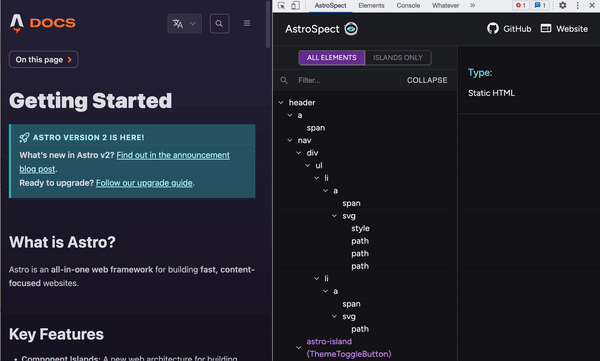 DOCS
On this page
Getting Started
ASTRO VERSION 2 IS HERE!
What's new in Astro v2? Find out in the announcement
blog post.
Ready to upgrade? Follow our upgrade guide.
What is Astro?
Astro is an all-in-one web framework for building fast, content-
focused websites.
Key Features
• Component Islands: A new web architecture for building
AstroSpect
Elements
Console
Whatever
»
1
1
AstroSpect
GitHub
Website
ALL ELEMENTS
ISLANDS ONLY
Filter...
COLLAPSE
header
a
span
nav
div
ul
li
a
span
svg
style
path
path
path
li
a
span
svg
path
astro-island
(ThemeToggleButton)
Type:
Static HTML